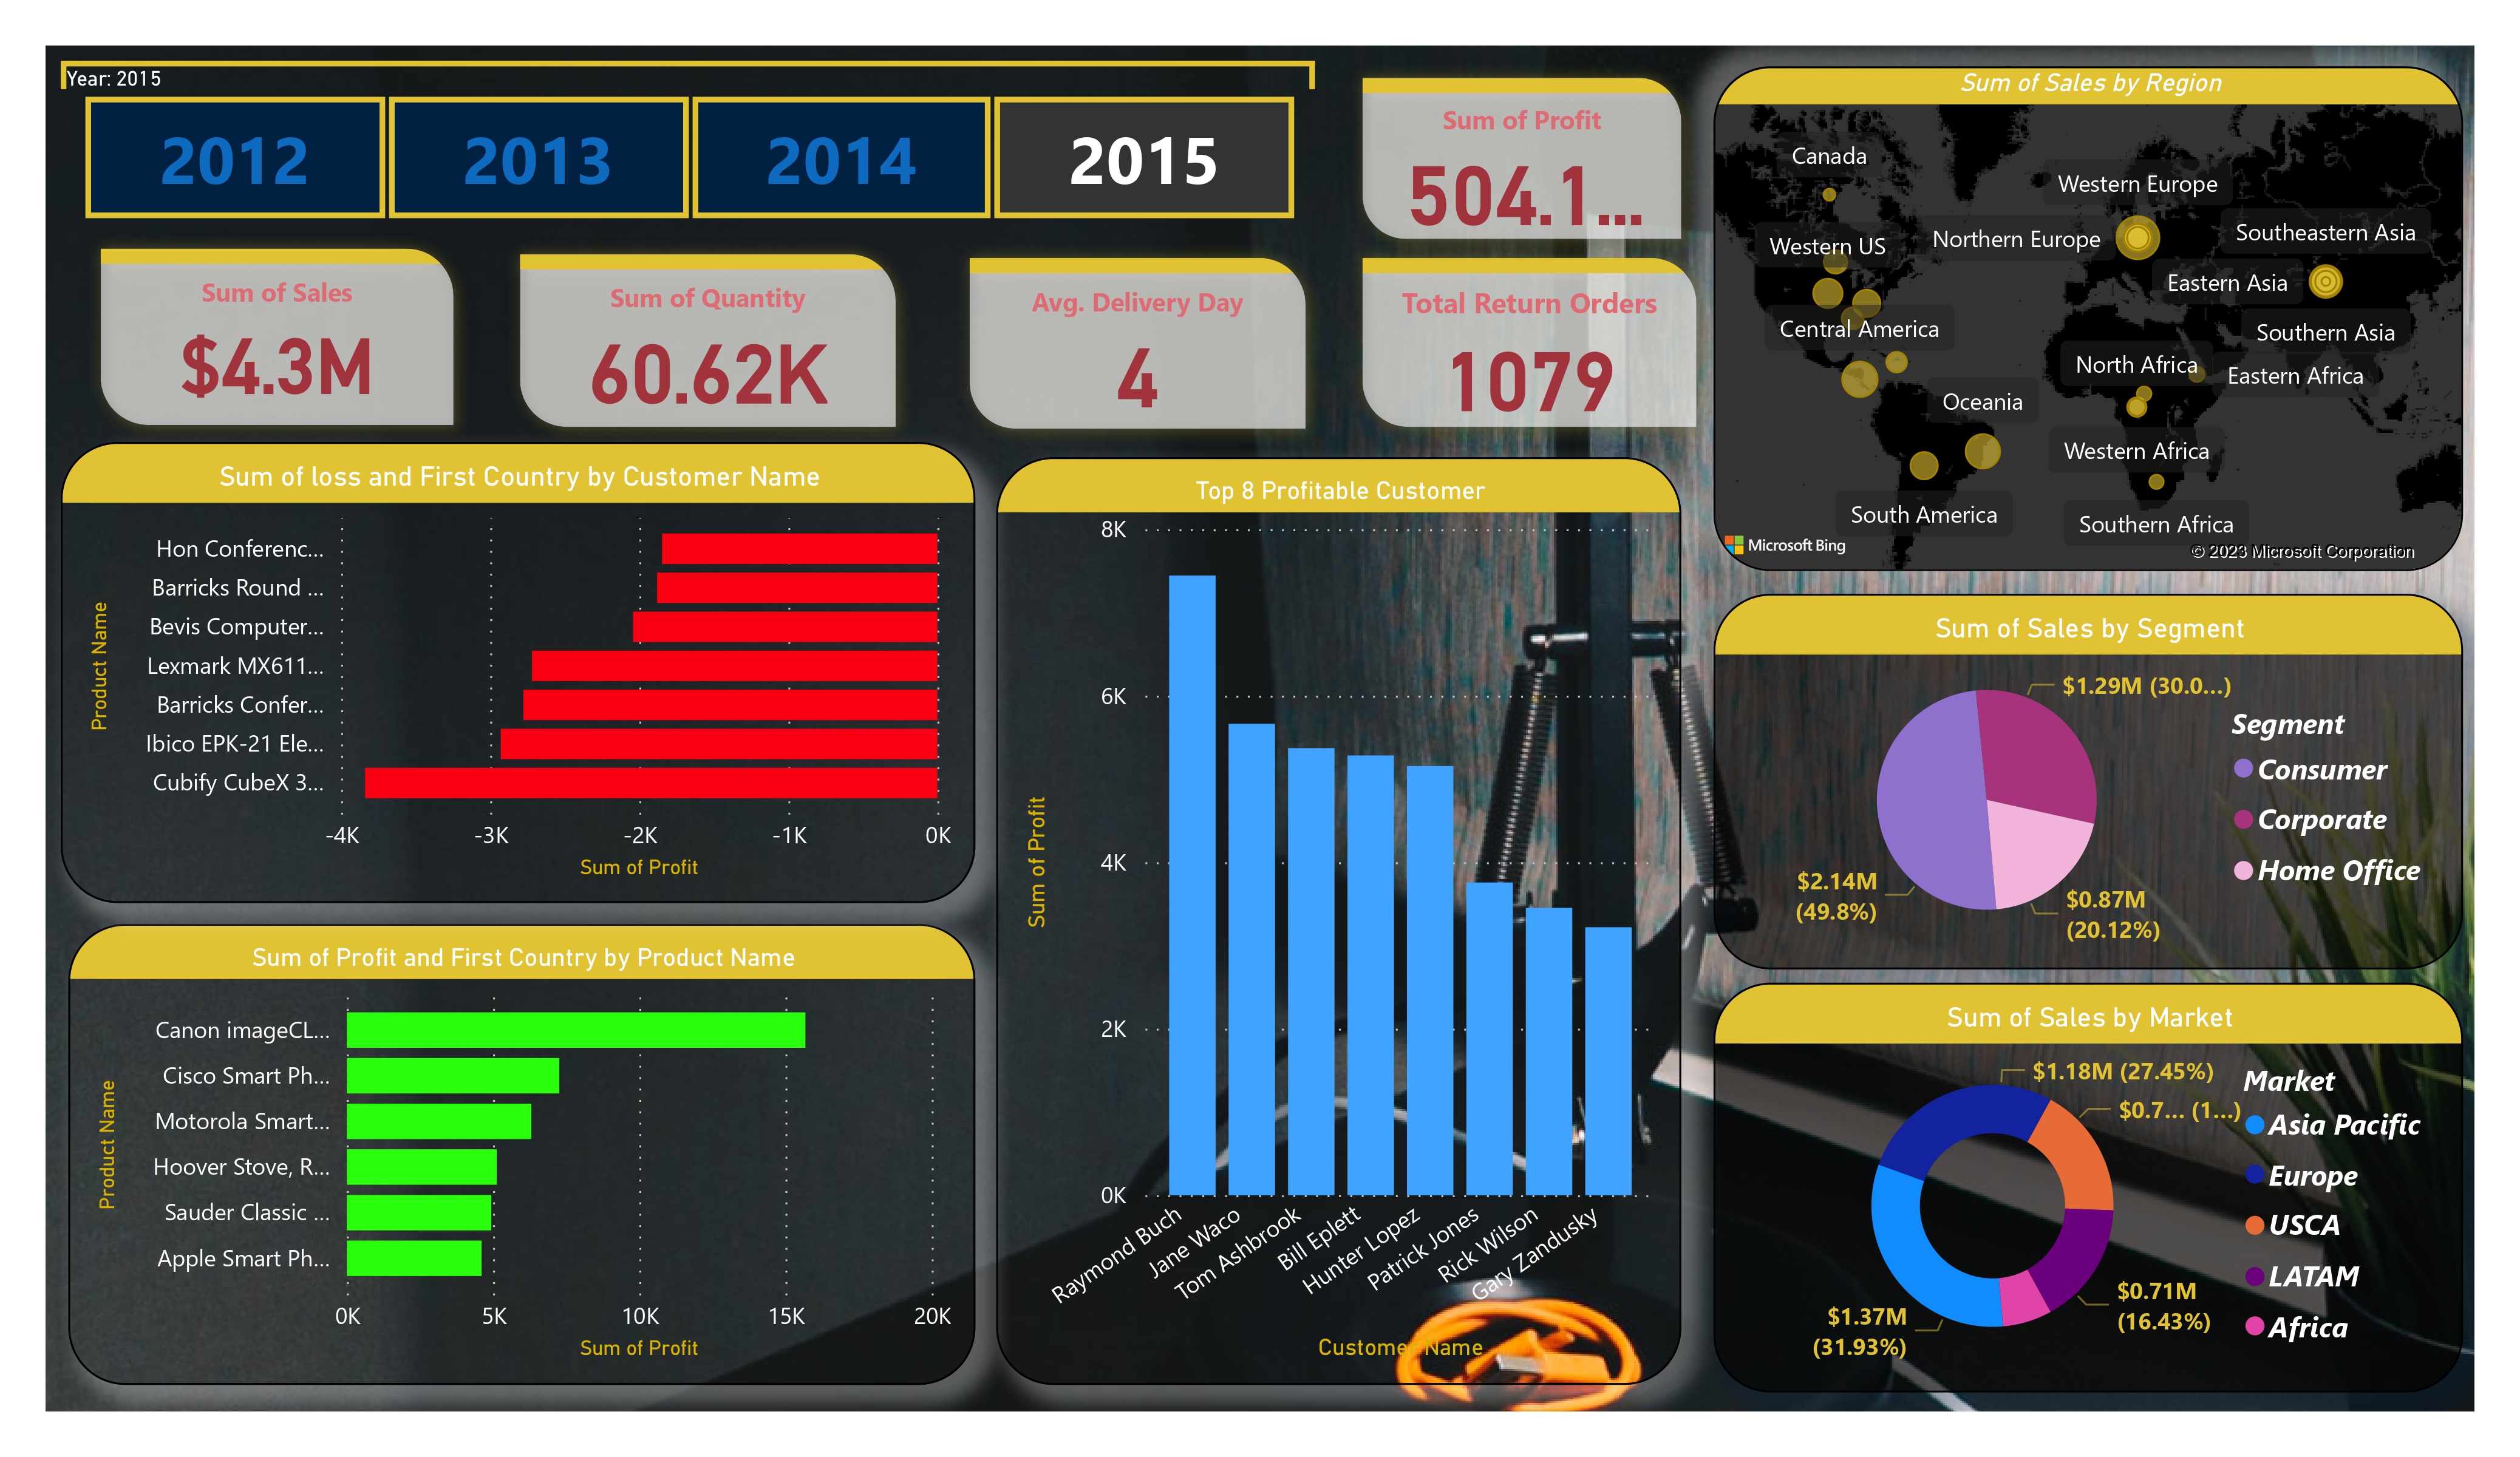 Year: 2015
2012
2013
2014
2015
Sum of Profit
504.1...
Sum of Sales
$4.3M
Sum of Quantity
60.62K
Avg. Delivery Day
4
Total Return Orders
1079
Sum of Sales by Region
Canada
Western Europe
Western US
Northern Europe
Southeastern Asia
Eastern Asia
Central America
Southern Asia
North Africa
Eastern Africa
Oceania
Western Africa
South America
Southern Africa
Microsoft Bing
© 2023 Microsoft Corporation
Sum of loss and First Country by Customer Name
Product Name
Hon Conferenc...
Barricks Round ...
Bevis Computer...
Lexmark MX611...
Barricks Confer...
Ibico EPK-21 Ele...
Cubify CubeX 3...
-4K
-3K
-2K
-1K
0K
Sum of Profit
Sum of Profit and First Country by Product Name
Product Name
Canon imageCL...
Cisco Smart Ph...
Motorola Smart...
Hoover Stove, R...
Sauder Classic ...
Apple Smart Ph...
0K
5K
10K
15K
20K
Sum of Profit
Top 8 Profitable Customer
Sum of Profit
8K
6K
4K
2K
0K
Raymond Buch
Jane Waco
Tom Ashbrook
Bill Eplett
Hunter Lopez
Patrick Jones
Rick Wilson
Gary Zandusky
Customer Name
Sum of Sales by Segment
$1.29M (30.0...)
$2.14M
(49.8%)
$0.87M
(20.12%)
Segment
Consumer
Corporate
Home Office
Sum of Sales by Market
$1.18M (27.45%)
$0.7... (1...)
$0.71M
(16.43%)
$1.37M
(31.93%)
Market
Asia Pacific
Europe
USCA
LATAM
Africa